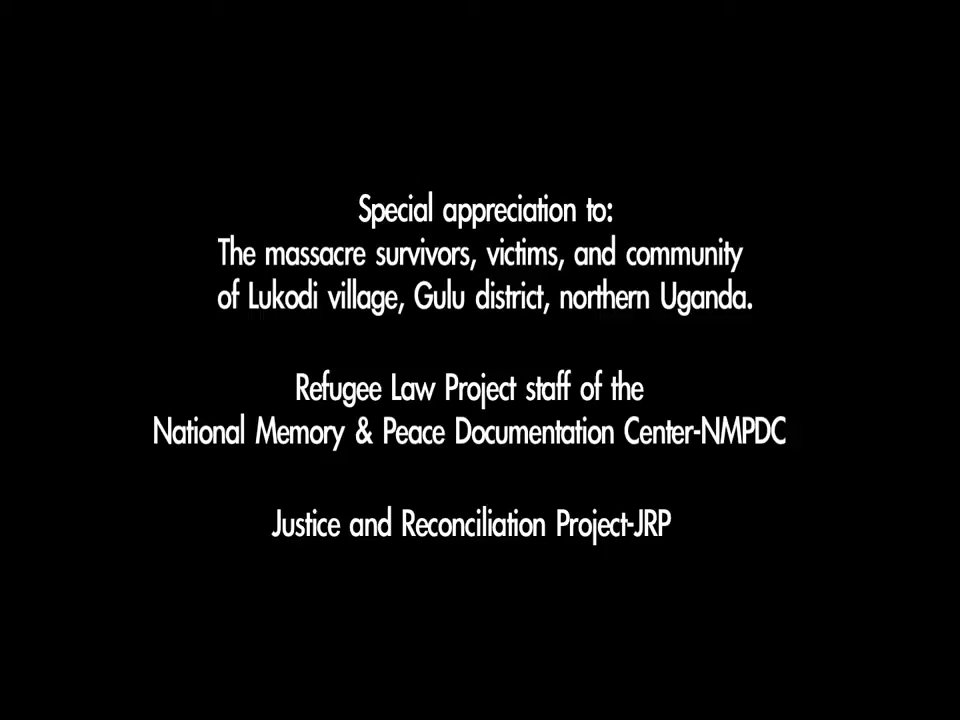 Special appreciation to:
The massacre survivors, victims, and community
of Lukodi village, Gulu district, northern Uganda.
Refugee Law Project staff of the
National Memory & Peace Documentation Center-NMPDC
Justice and Reconciliation Project-JRP